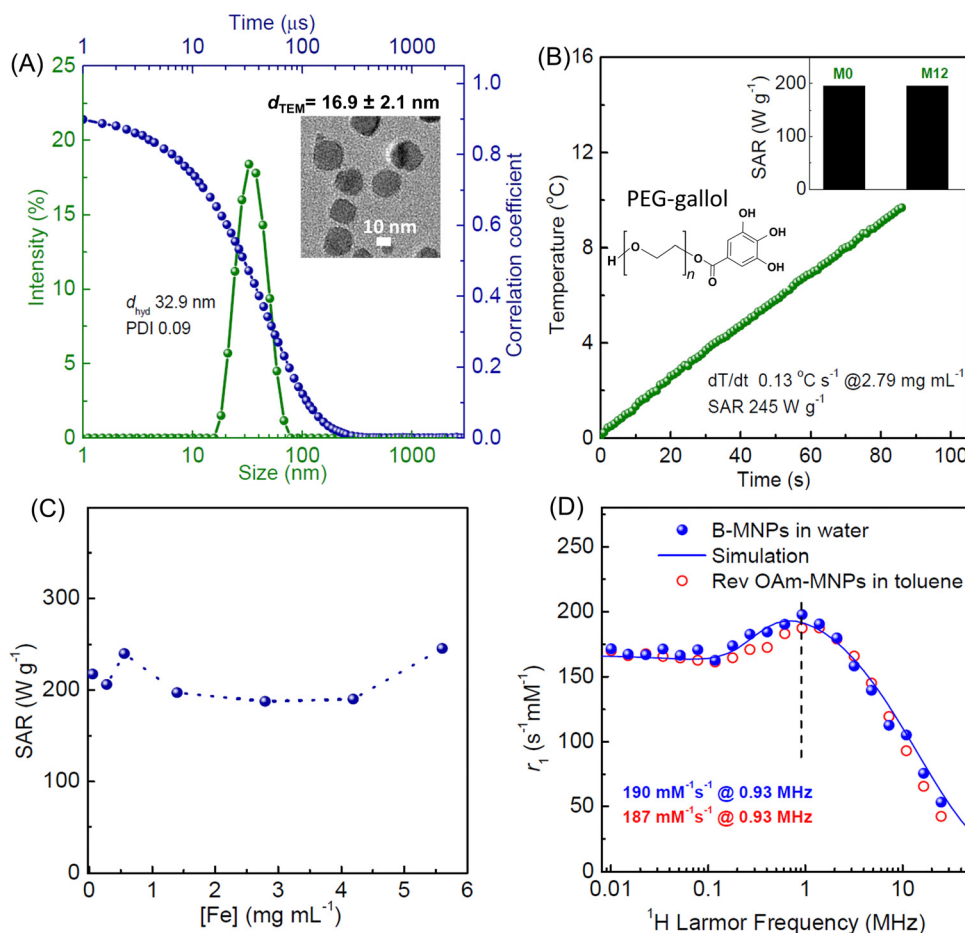 (A)
Time (μs)
1 10 100 1000
25
20
15
10
5
0
Intensity (%)
1.0
0.8
0.6
0.4
0.2
0.0
Correlation coefficient
dTEM= 16.9 ± 2.1 nm
10 nm
dhyd 32.9 nm
PDI 0.09
1 10 100 1000
Size (nm)
(B)
16
12
8
4
0
Temperature (°C)
M0 M12
200
100
0
SAR (W g-1)
PEG-gallol
H
O
n
O
O
OH
OH
OH
dT/dt 0.13 °C s-1 @2.79 mg mL-1
SAR 245 W g-1
0 20 40 60 80 100
Time (s)
(C)
300
200
100
0
SAR (W g-1)
0 1 2 3 4 5 6
[Fe] (mg mL-1)
(D)
250
200
150
100
50
0
r1 (s-1mM-1)
B-MNPs in water
Simulation
Rev OAm-MNPs in toluene
190 mM-1s-1 @ 0.93 MHz
187 mM-1s-1 @ 0.93 MHz
0.01 0.1 1 10
1H Larmor Frequency (MHz)